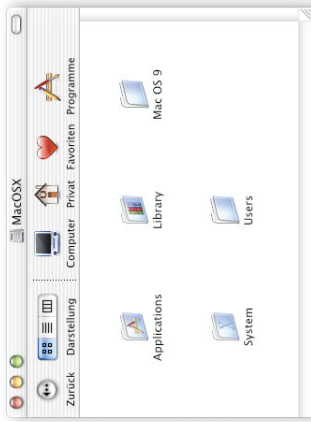 MacOSX
Zurück Darstellung Computer Privat Favoriten Programme
Applications Library Mac OS 9
System Users